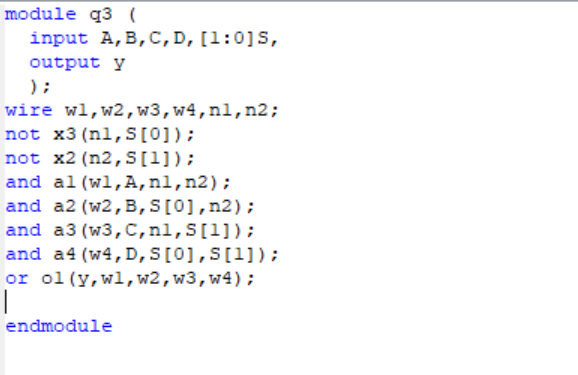 module q3 (
input A,B,C,D,[1:0]S,
output y
);
wire w1,w2,w3,w4,n1,n2;
not x3(n1,S[0]);
not x2(n2,S[1]);
and a1(w1,A,n1,n2);
and a2(w2,B,S[0],n2);
and a3(w3,C,n1,S[1]);
and a4(w4,D,S[0],S[1]);
or o1(y,w1,w2,w3,w4);
endmodule